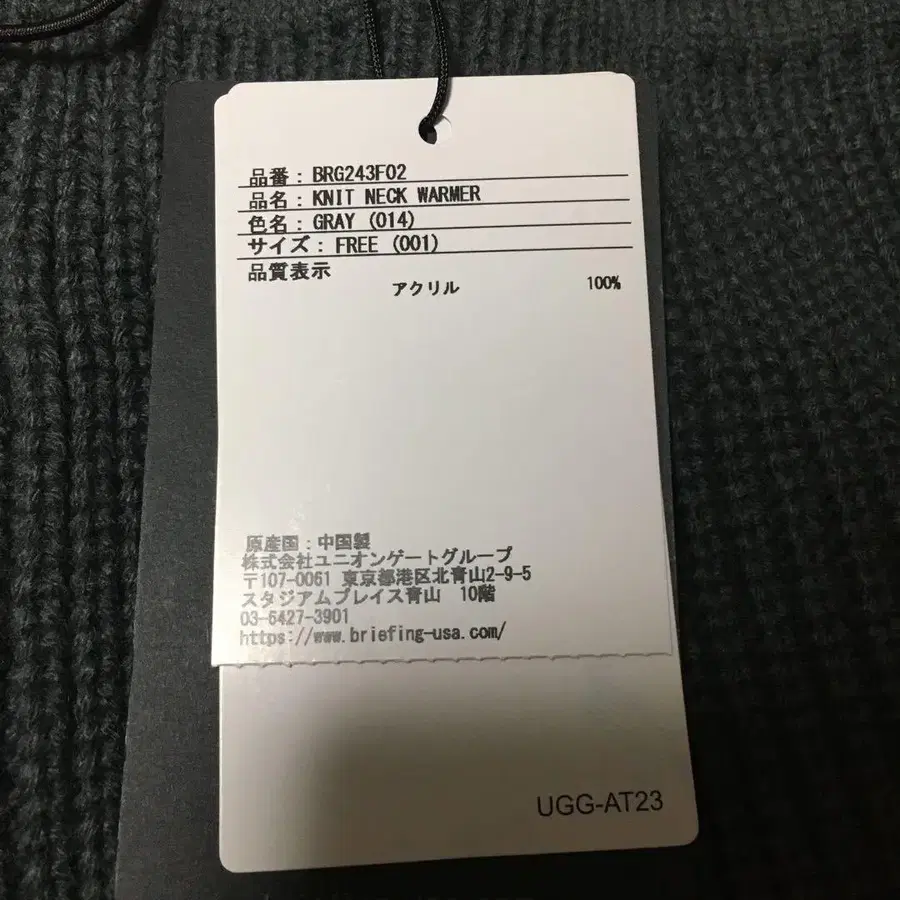 品番: BRG243F02
品名: KNIT NECK WARMER
色名: GRAY (014)
サイズ: FREE (001)
品質表示
アクリル 100%
原産国:中国製
株式会社ユニオンゲートグループ
〒107-0061 東京都港区北青山2-9-5
スタジアムプレイス青山 10階
03-6427-3901
https://www.briefing-usa.com/
UGG-AT23